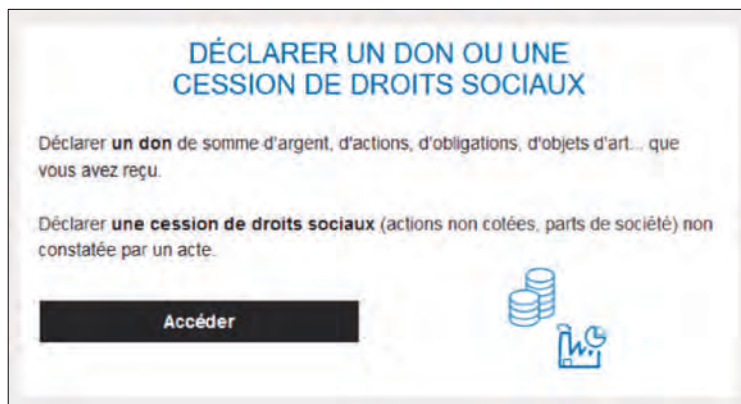 DÉCLARER UN DON OU UNE
CESSION DE DROITS SOCIAUX
Déclarer un don de somme d'argent, d'actions, d'obligations, d'objets d'art... que
vous avez reçu.
Déclarer une cession de droits sociaux (actions non cotées, parts de société) non
constatée par un acte.
Accéder